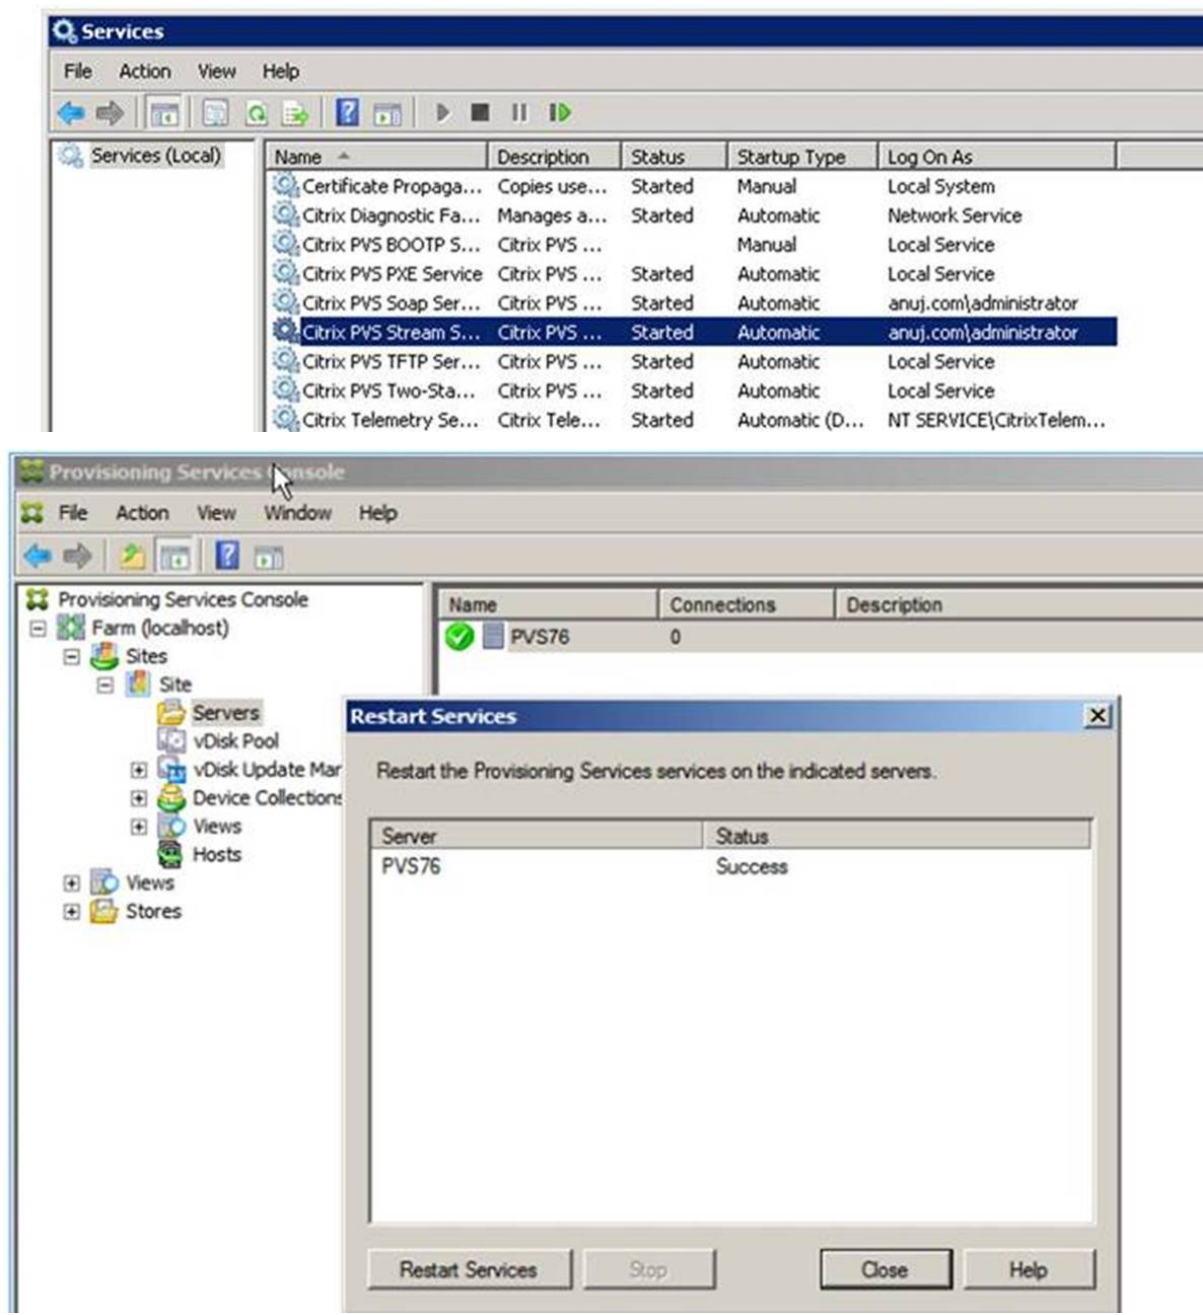 Services
File Action View Help
Services (Local)
Name Description Status Startup Type Log On As
Certificate Propaga... Copies use... Started Manual Local System
Citrix Diagnostic Fa... Manages a... Started Automatic Network Service
Citrix PVS BOOTP S... Citrix PVS ... Manual Local Service
Citrix PVS PXE Service Citrix PVS ... Started Automatic Local Service
Citrix PVS Soap Ser... Citrix PVS ... Started Automatic anuj.com\administrator
Citrix PVS Stream S... Citrix PVS ... Started Automatic anuj.com\administrator
Citrix PVS TFTP Ser... Citrix PVS ... Started Automatic Local Service
Citrix PVS Two-Sta... Citrix PVS ... Started Automatic Local Service
Citrix Telemetry Se... Citrix Tele... Started Automatic (D... NT SERVICE\CitrixTelem...
Provisioning Services Console
File Action View Window Help
Provisioning Services Console
Farm (localhost)
Sites
Site
Servers
vDisk Pool
vDisk Update Mar
Device Collections
Views
Hosts
Views
Stores
Name Connections Description
PVS76 0
Restart Services
Restart the Provisioning Services services on the indicated servers.
Server Status
PVS76 Success
Restart Services Stop Close Help